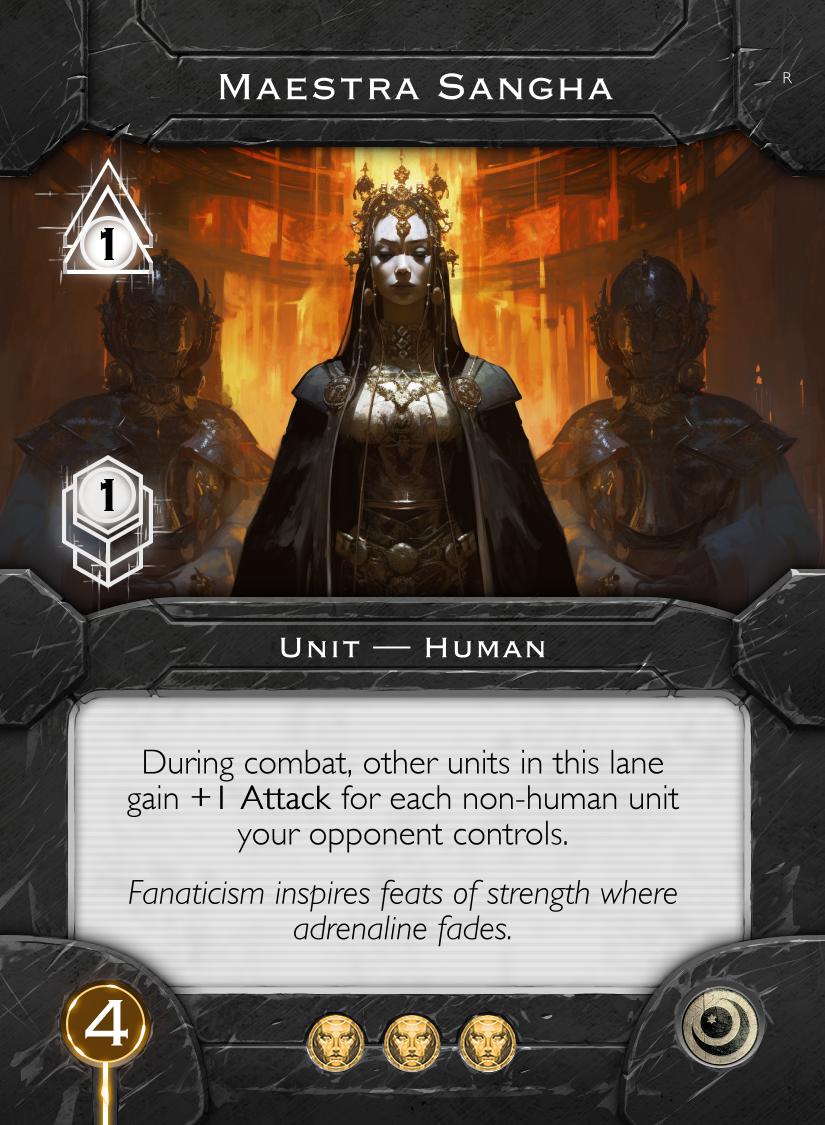 Maestra Sangha
R
1
1
Unit — Human
During combat, other units in this lane
gain +1 Attack for each non-human unit
your opponent controls.
Fanaticism inspires feats of strength where
adrenaline fades.
4